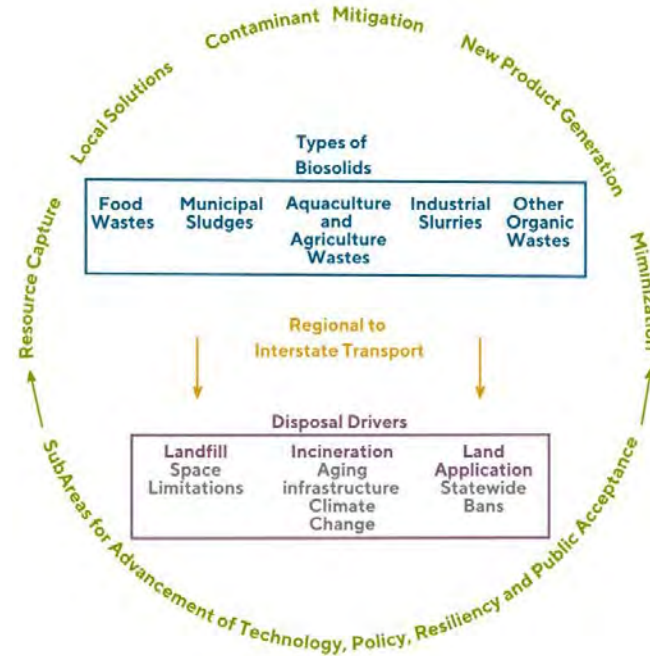 Contaminant Mitigation
Local Solutions
New Product Generation
Resource Capture
Miminization
Types of
Biosolids
Food
Wastes
Municipal
Sludges
Aquaculture
and
Agriculture
Wastes
Industrial
Slurries
Other
Organic
Wastes
Regional to
Interstate Transport
Disposal Drivers
Landfill
Space
Limitations
Incineration
Aging
infrastructure
Climate
Change
Land
Application
Statewide
Bans
SubAreas for Advancement of Technology, Policy, Resiliency and Public Acceptance